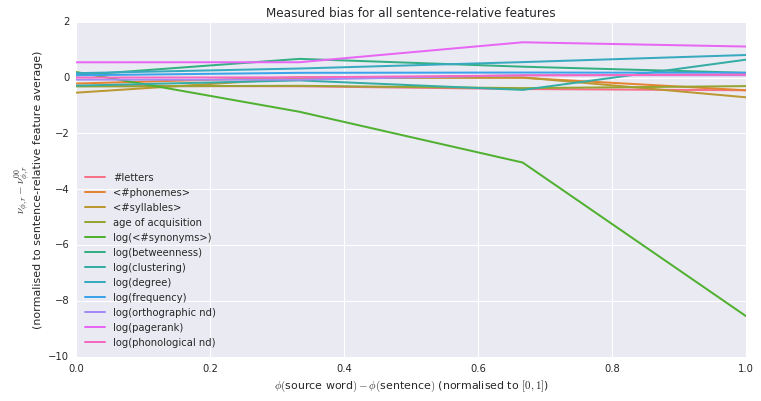 Measured bias for all sentence-relative features
2
0
−2
−4
−6
−8
−10
0.0
0.2
0.4
0.6
0.8
1.0
ν_{ϕ,r} − ν_{ϕ,r}^{00}
(normalised to sentence-relative feature average)
#letters
<#phonemes>
<#syllables>
age of acquisition
log(<#synonyms>)
log(betweenness)
log(clustering)
log(degree)
log(frequency)
log(orthographic nd)
log(pagerank)
log(phonological nd)
ϕ(source word) − ϕ(sentence) (normalised to [0, 1])